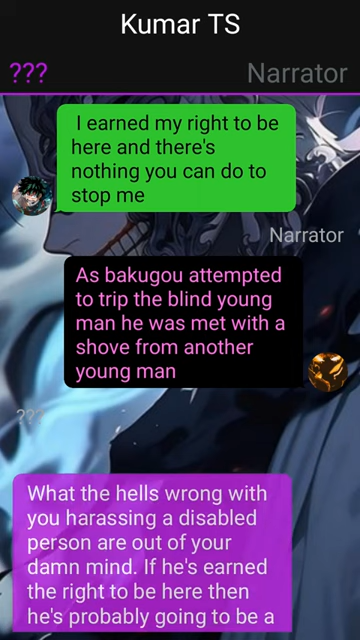 Kumar TS
??? Narrator
I earned my right to be
here and there's
nothing you can do to
stop me
Narrator
As bakugou attempted
to trip the blind young
man he was met with a
shove from another
young man
???
What the hells wrong with
you harassing a disabled
person are out of your
damn mind. If he's earned
the right to be here then
he's probably going to be a